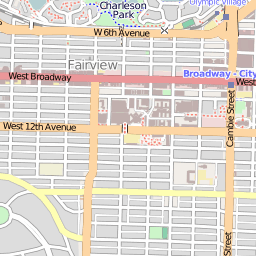 Charleson
Park
Olympic Village
W 6th Avenue
Fairview
West Broadway
Broadway - City
West
Cambie Street
West 12th Avenue
Street